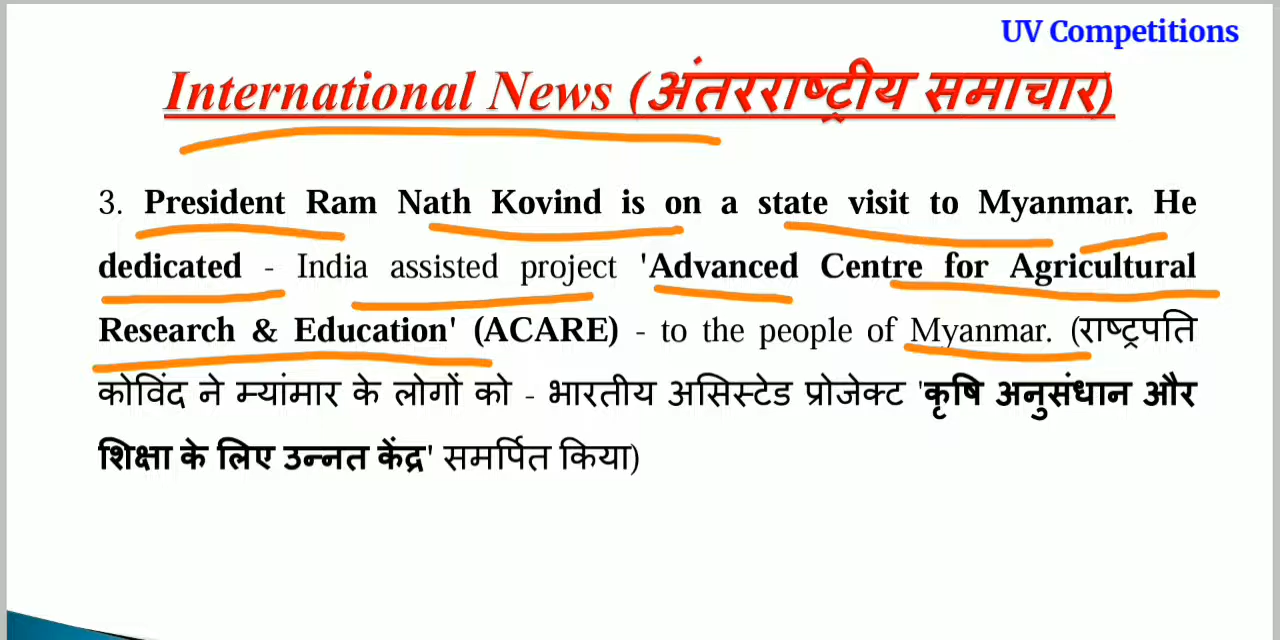 UV Competitions
International News (अंतरराष्ट्रीय समाचार)
3. President Ram Nath Kovind is on a state visit to Myanmar. He
dedicated - India assisted project 'Advanced Centre for Agricultural
Research & Education' (ACARE) - to the people of Myanmar. (राष्ट्रपति
कोविंद ने म्यांमार के लोगों को - भारतीय असिस्टेड प्रोजेक्ट 'कृषि अनुसंधान और
शिक्षा के लिए उन्नत केंद्र' समर्पित किया)